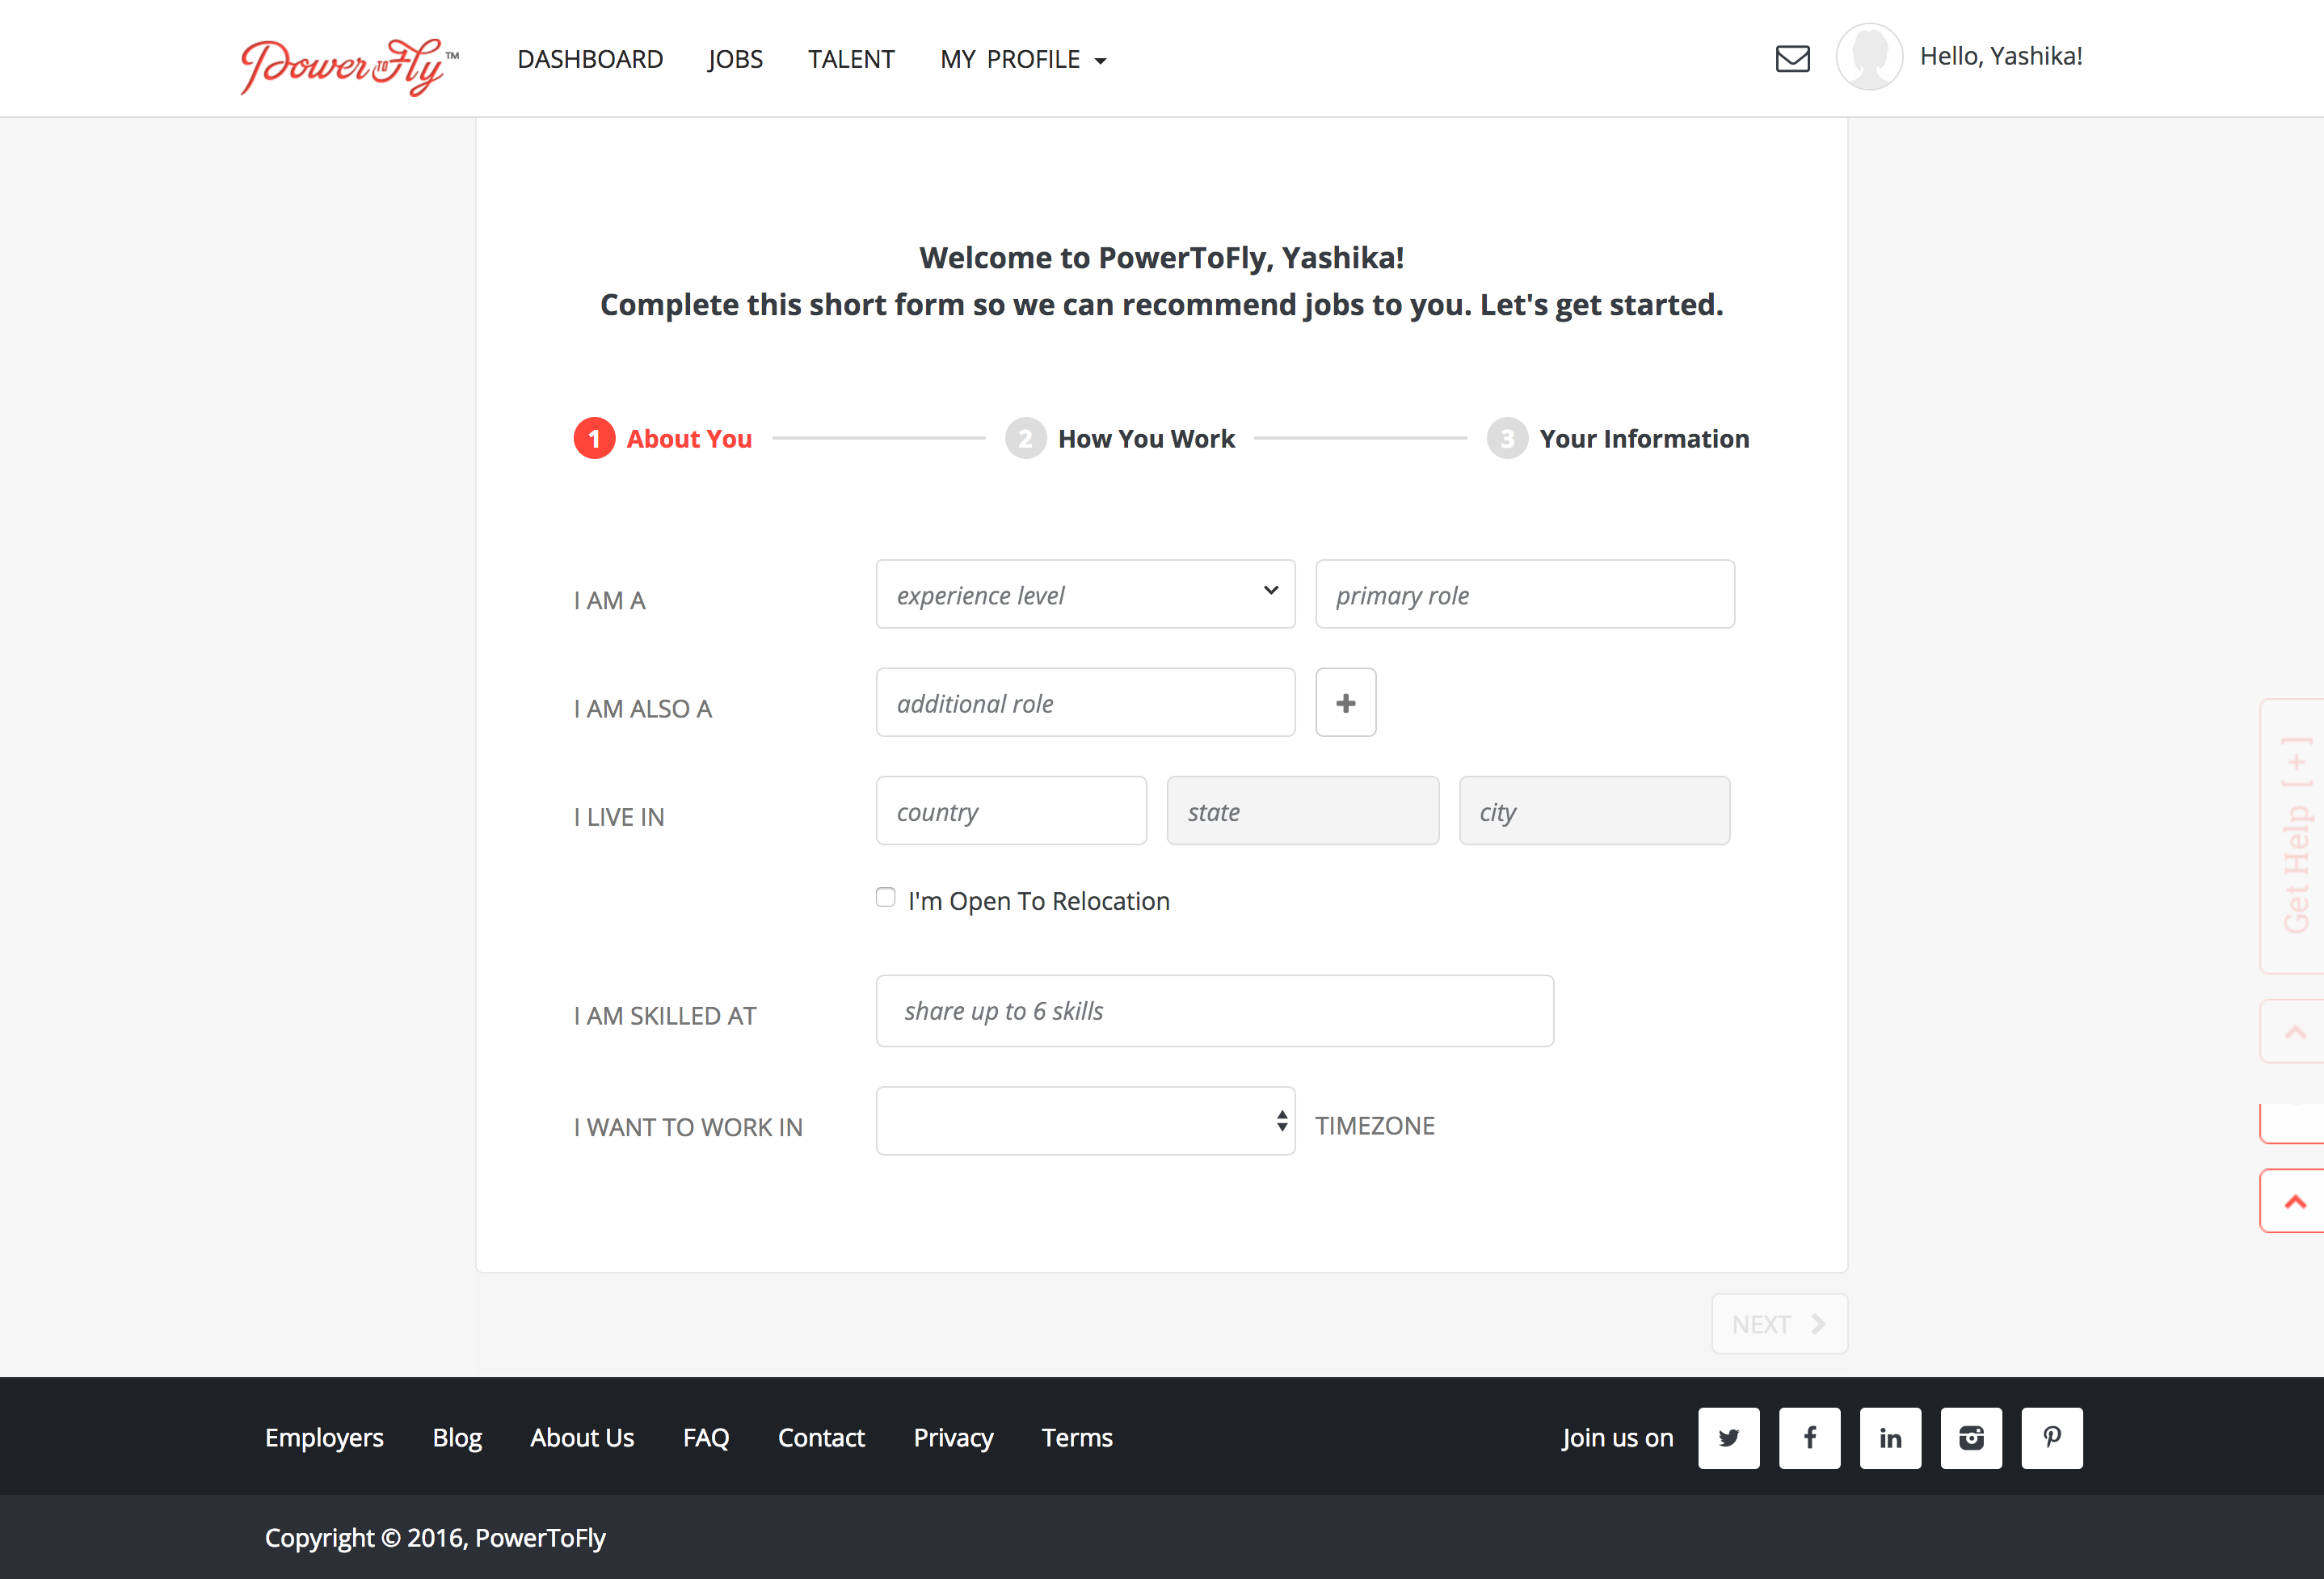 PowerToFly™
DASHBOARD JOBS TALENT MY PROFILE
Hello, Yashika!
Welcome to PowerToFly, Yashika!
Complete this short form so we can recommend jobs to you. Let's get started.
1 About You 2 How You Work 3 Your Information
I AM A experience level primary role
I AM ALSO A additional role +
I LIVE IN country state city
I'm Open To Relocation
I AM SKILLED AT share up to 6 skills
I WANT TO WORK IN TIMEZONE
Get Help [+]
NEXT
Employers Blog About Us FAQ Contact Privacy Terms Join us on
Copyright © 2016, PowerToFly